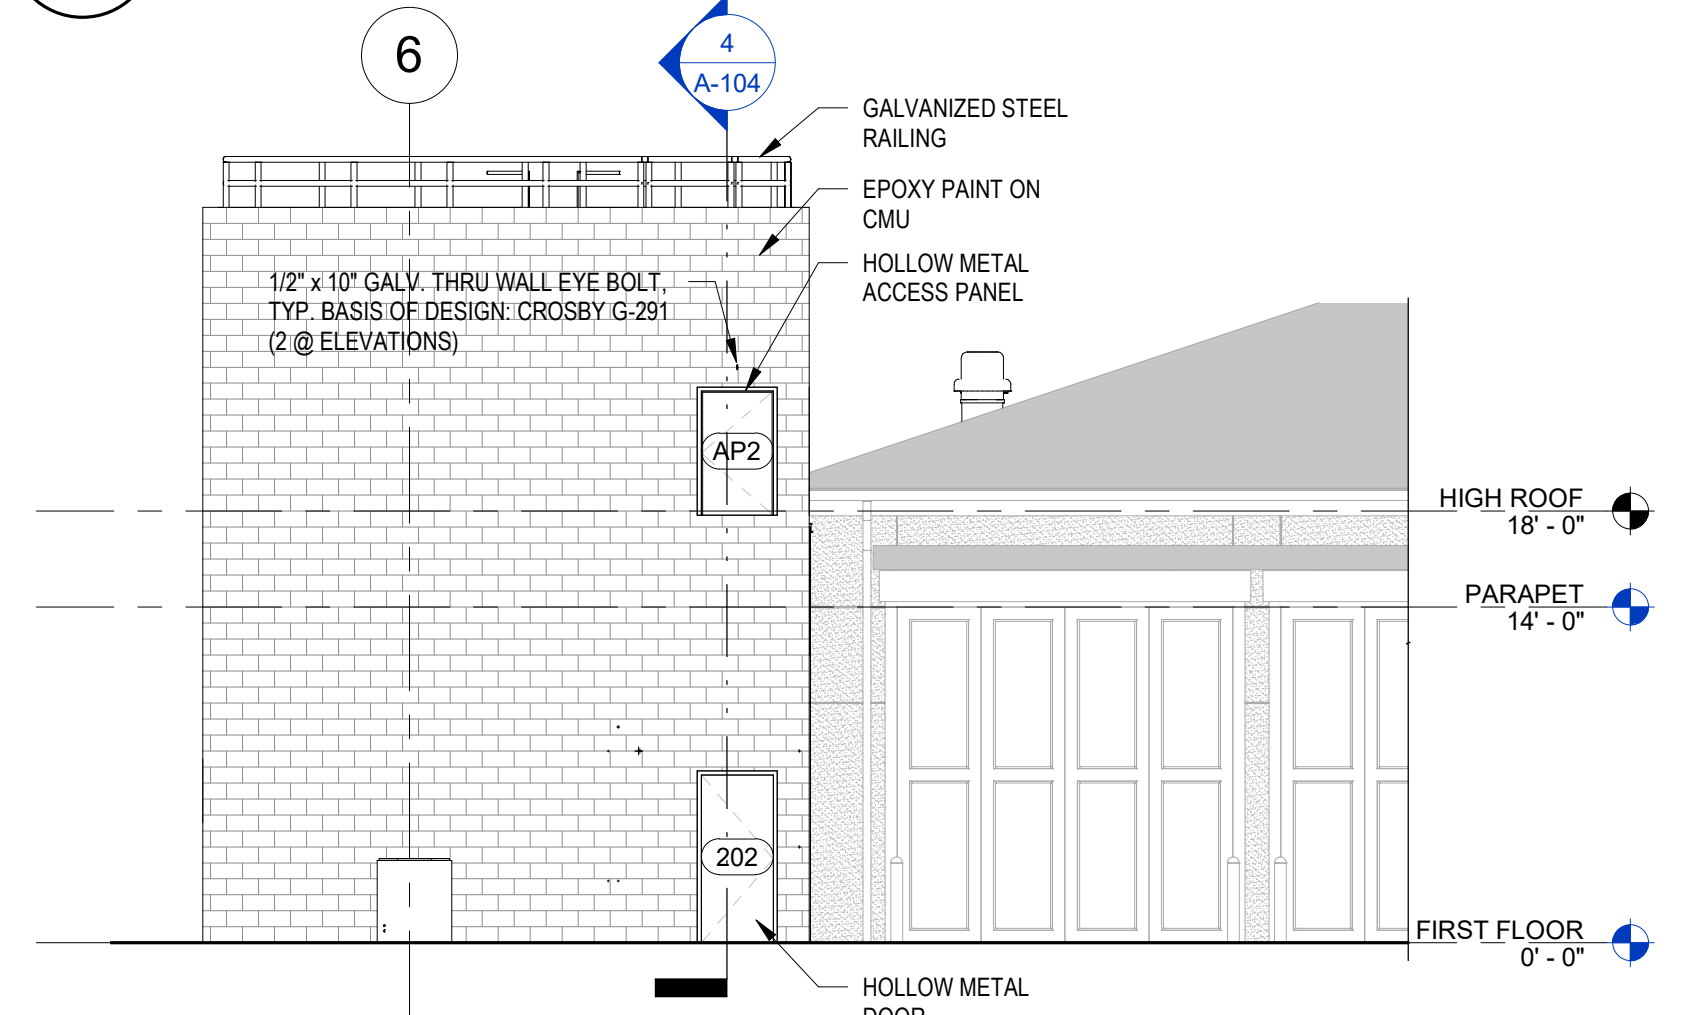 6
4
A-104
GALVANIZED STEEL
RAILING
EPOXY PAINT ON
CMU
HOLLOW METAL
ACCESS PANEL
1/2" x 10" GALV. THRU WALL EYE BOLT,
TYP. BASIS OF DESIGN: CROSBY G-291
(2 @ ELEVATIONS)
AP2
HIGH ROOF
18' - 0"
PARAPET
14' - 0"
202
FIRST FLOOR
0' - 0"
HOLLOW METAL
DOOR